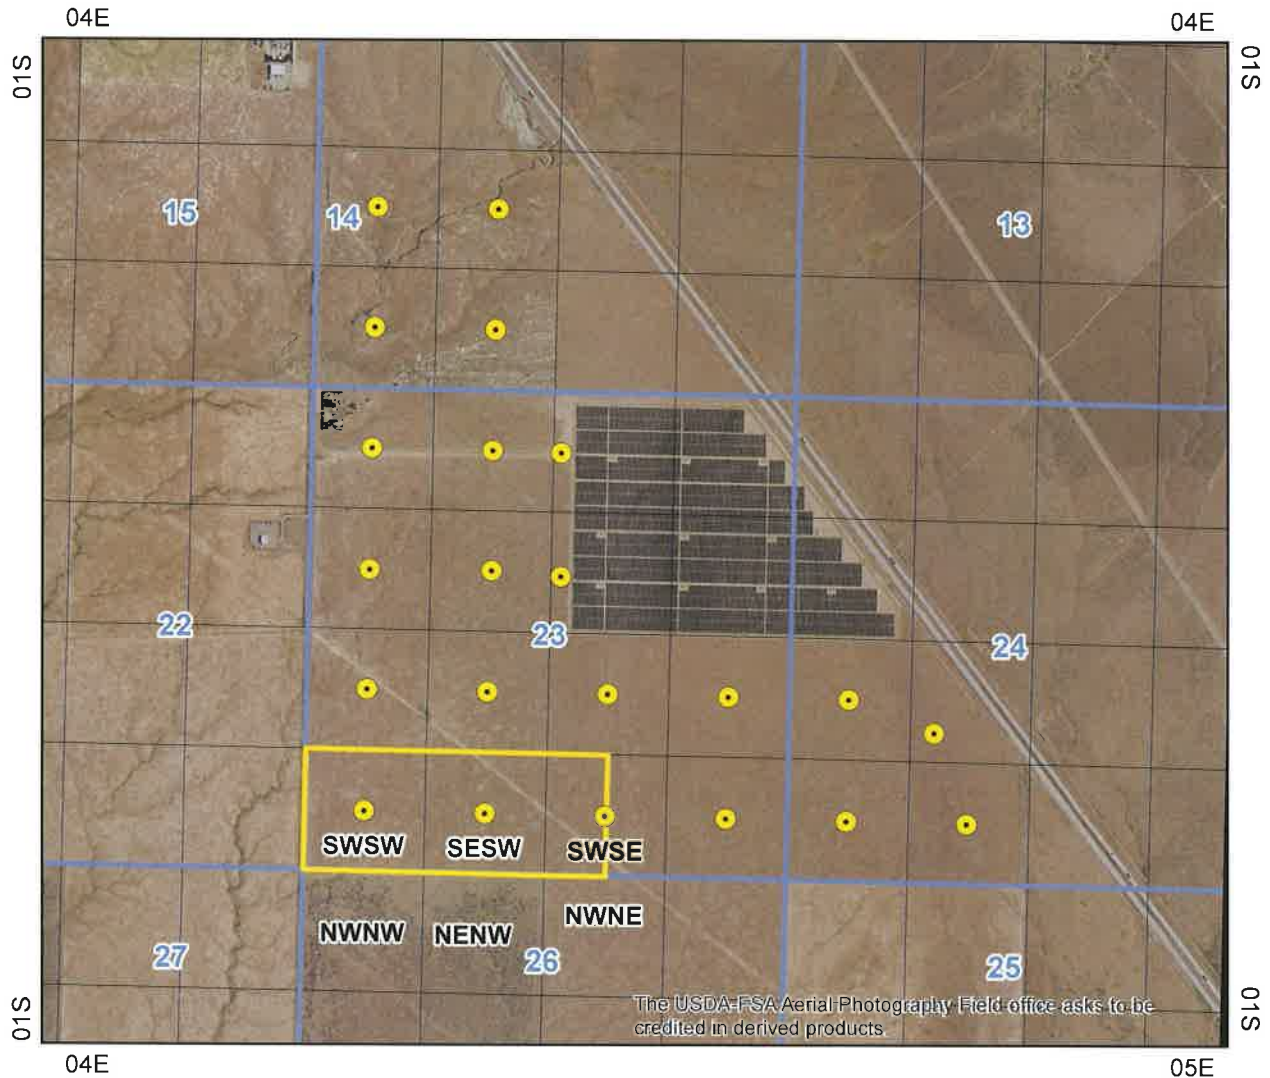 04E
04E
01S
01S
15
14
13
22
23
24
SWSW
SESW
SWSE
NWNW
NENW
NWNE
27
26
25
The USDA-FSA Aerial Photography Field office asks to be
credited in derived products.
01S
01S
04E
05E